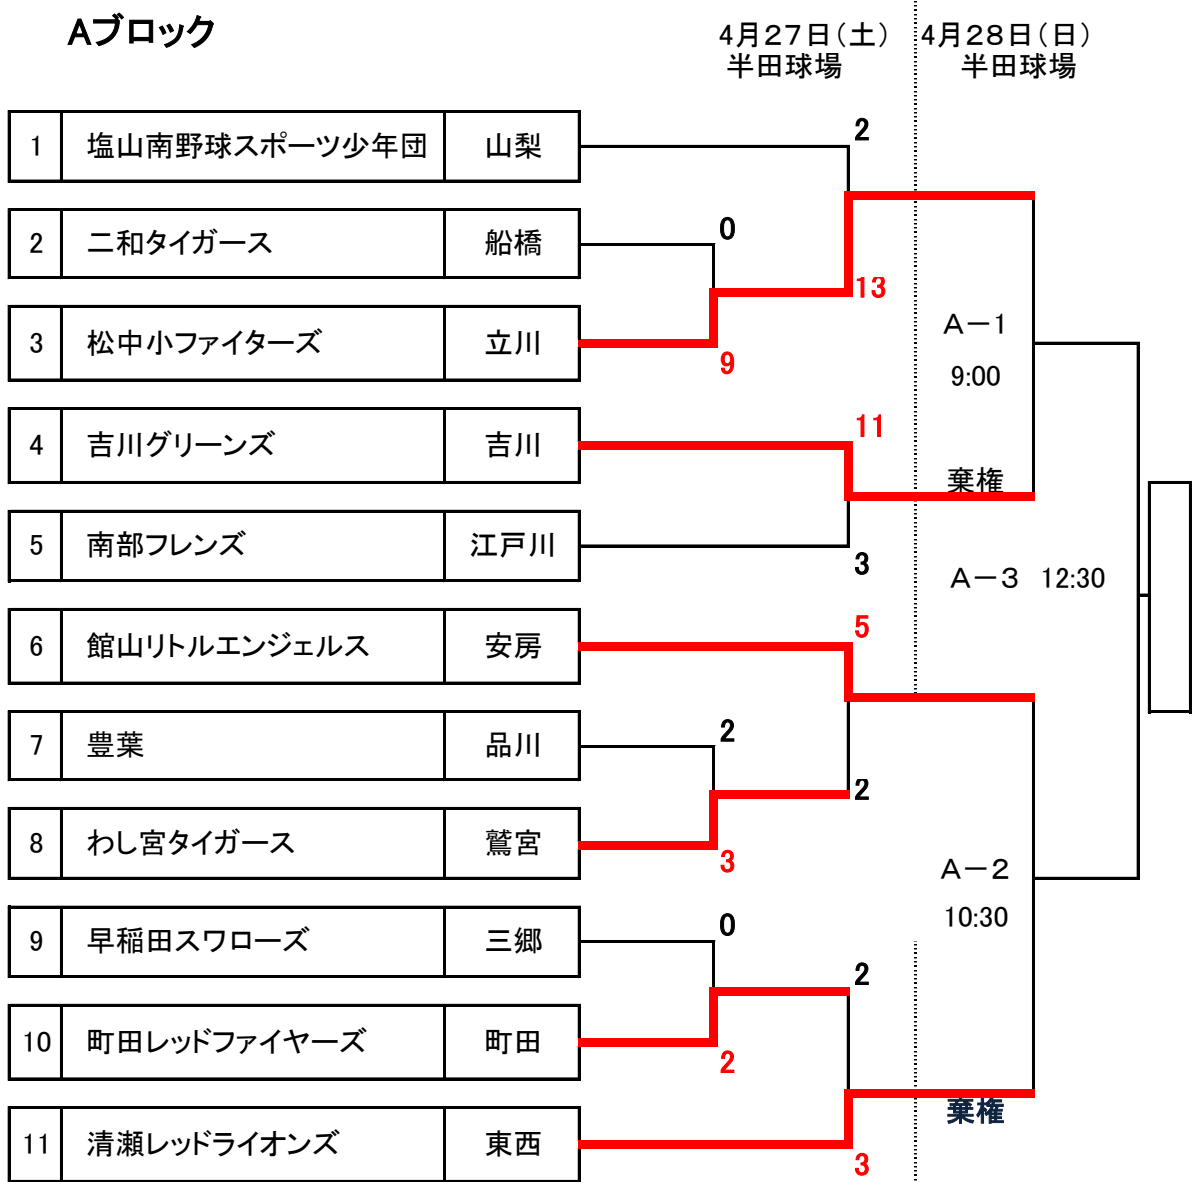 Aブロック
4月27日(土)
半田球場
4月28日(日)
半田球場
1 塩山南野球スポーツ少年団 山梨
2
2 二和タイガース 船橋
0
13
3 松中小ファイターズ 立川
9
A-1
9:00
4 吉川グリーンズ 吉川
11
棄権
5 南部フレンズ 江戸川
3
A-3 12:30
6 館山リトルエンジェルス 安房
5
7 豊葉 品川
2
2
8 わし宮タイガース 鷲宮
3
A-2
10:30
9 早稲田スワローズ 三郷
0
2
10 町田レッドファイヤーズ 町田
2
棄権
11 清瀬レッドライオンズ 東西
3